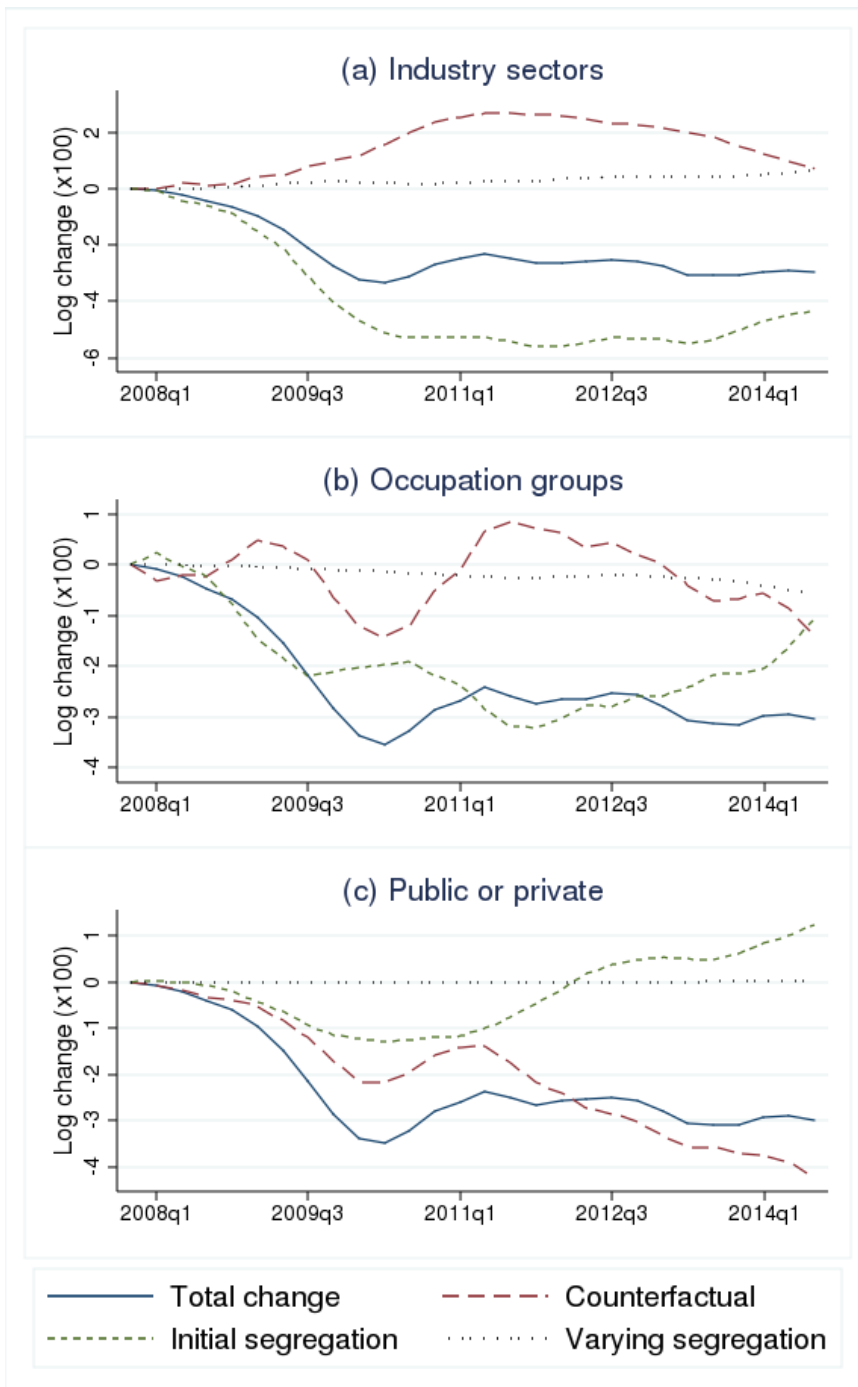 (a) Industry sectors
Log change (x100)
2
0
-2
-4
-6
2008q1 2009q3 2011q1 2012q3 2014q1
(b) Occupation groups
Log change (x100)
1
0
-1
-2
-3
-4
2008q1 2009q3 2011q1 2012q3 2014q1
(c) Public or private
Log change (x100)
1
0
-1
-2
-3
-4
2008q1 2009q3 2011q1 2012q3 2014q1
Total change Counterfactual
Initial segregation Varying segregation